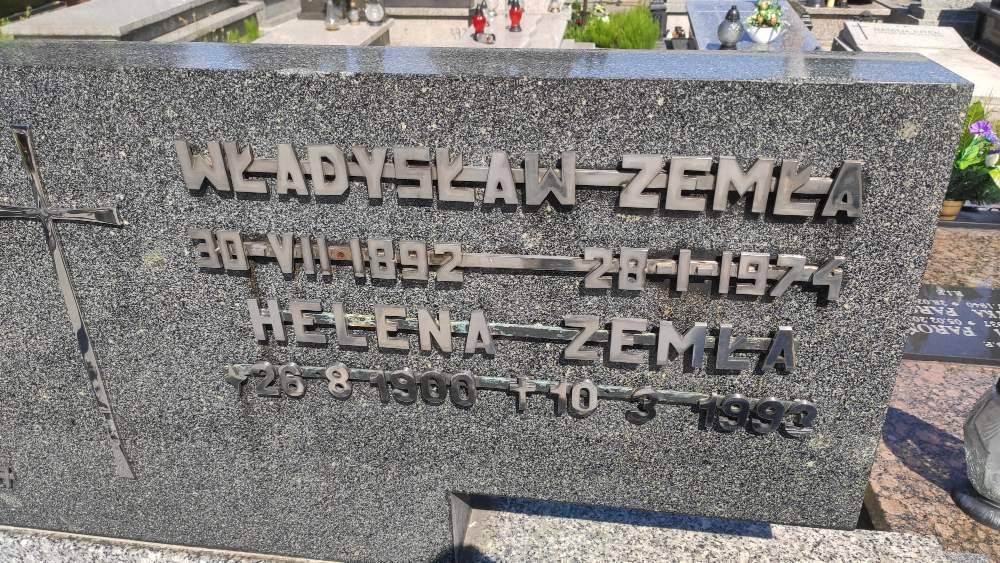 WŁADYSŁAW ZEMŁA
30 VII 1892 28 I 1974
HELENA ZEMŁA
* 26 8 1900 † 10 3 1993